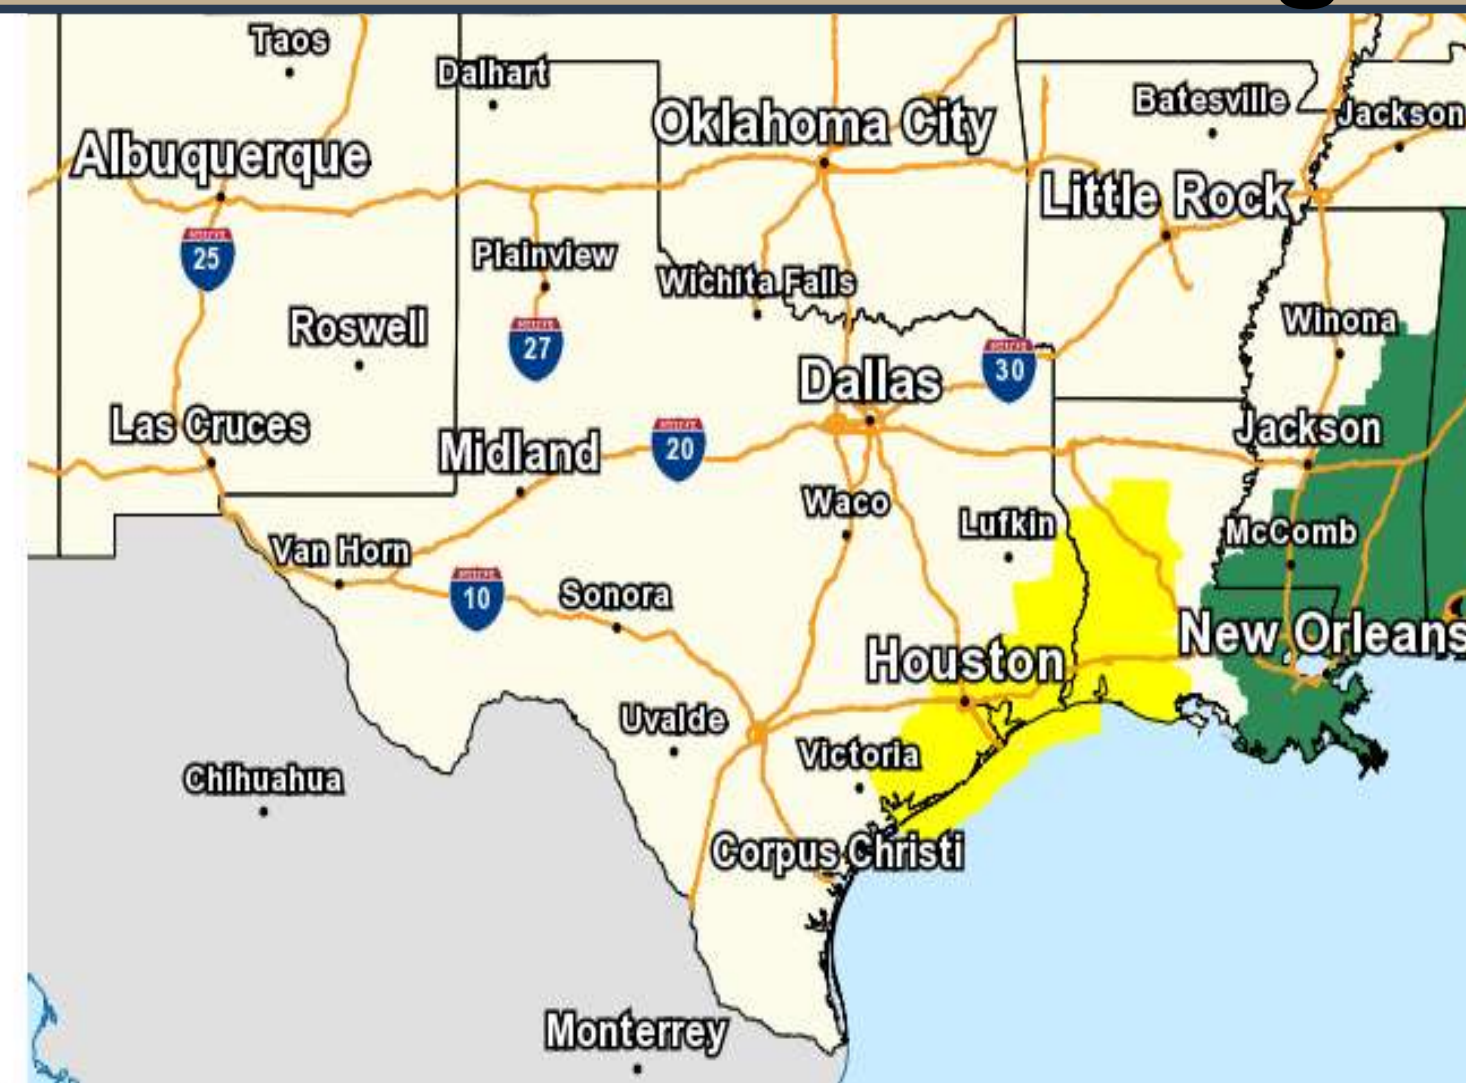 Taos
Dalhart
Batesville
Jackson
Oklahoma City
Albuquerque
Little Rock
25
Plainview
Wichita Falls
Roswell
27
Winona
30
Dallas
Las Cruces
Jackson
Midland
20
Waco
Lufkin
McComb
Van Horn
10
Sonora
New Orleans
Houston
Uvalde
Victoria
Chihuahua
Corpus Christi
Monterrey